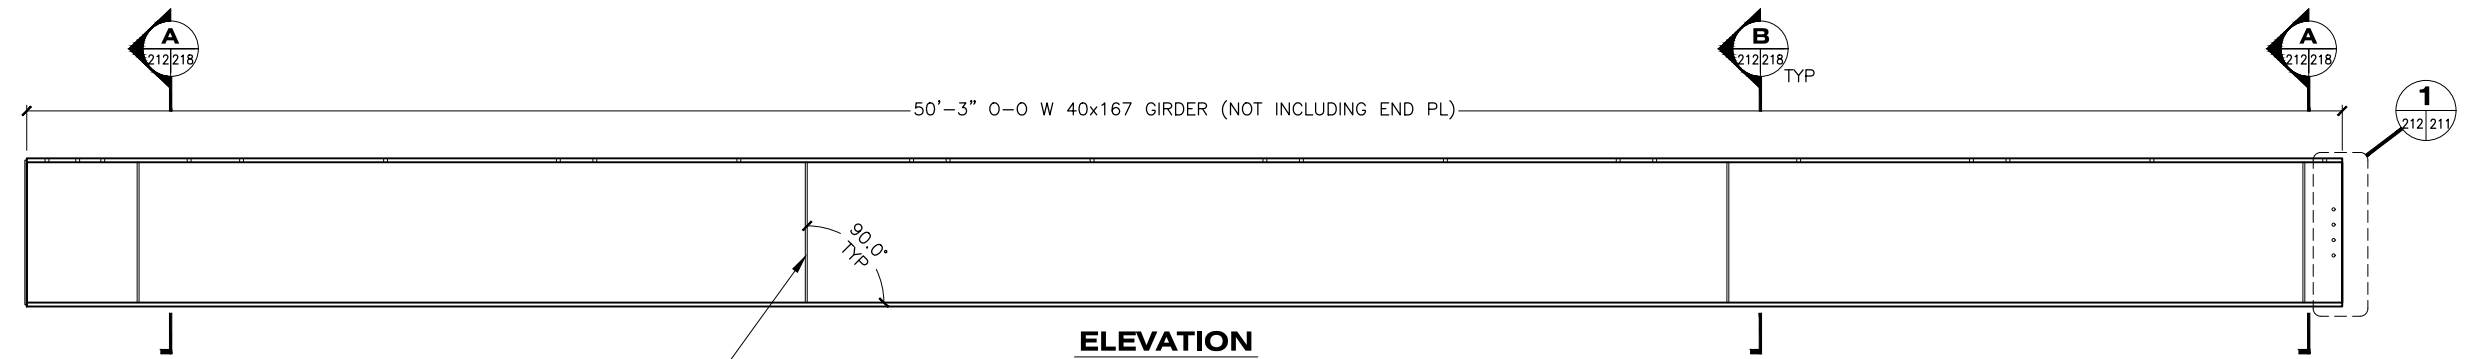 A
212 218
B
212 218
TYP
A
212 218
50'-3" O-O W 40x167 GIRDER (NOT INCLUDING END PL)
1
212 211
90.0°
TYP
ELEVATION